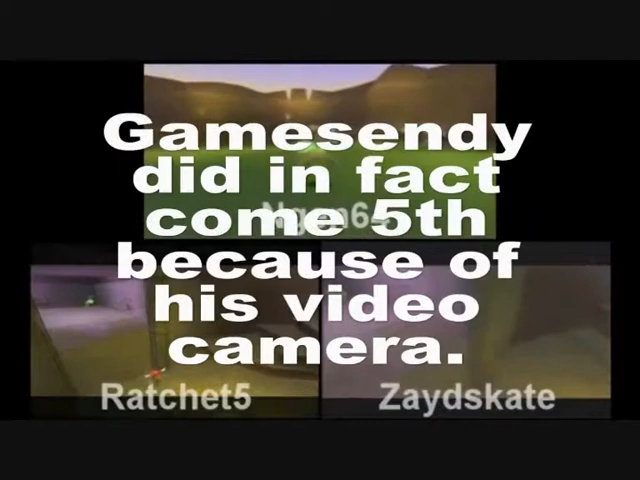 Gamesendy
did in fact
come 5th
because of
his video
camera.
Ratchet5
Zaydskate